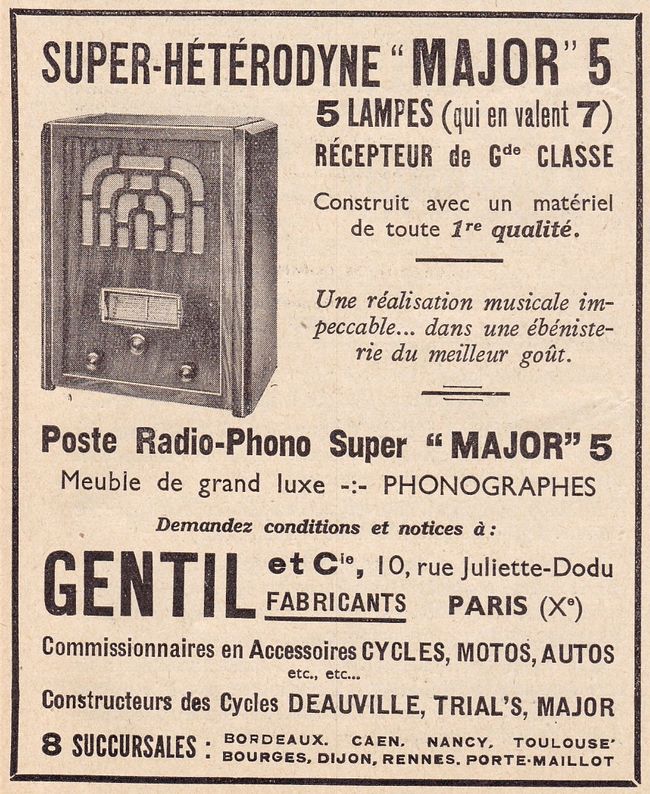 SUPER-HÉTÉRODYNE "MAJOR" 5
5 LAMPES (qui en valent 7)
RÉCEPTEUR de Gde CLASSE
Construit avec un matériel
de toute 1re qualité.
Une réalisation musicale im-
peccable... dans une ébéniste-
rie du meilleur goût.
Poste Radio-Phono Super "MAJOR" 5
Meuble de grand luxe -:- PHONOGRAPHES
Demandez conditions et notices à :
GENTIL et Cie, 10, rue Juliette-Dodu
FABRICANTS PARIS (Xe)
Commissionnaires en Accessoires CYCLES, MOTOS, AUTOS
etc., etc...
Constructeurs des Cycles DEAUVILLE, TRIAL'S, MAJOR
8 SUCCURSALES : BORDEAUX. CAEN. NANCY. TOULOUSE'
BOURGES, DIJON, RENNES. PORTE-MAILLOT